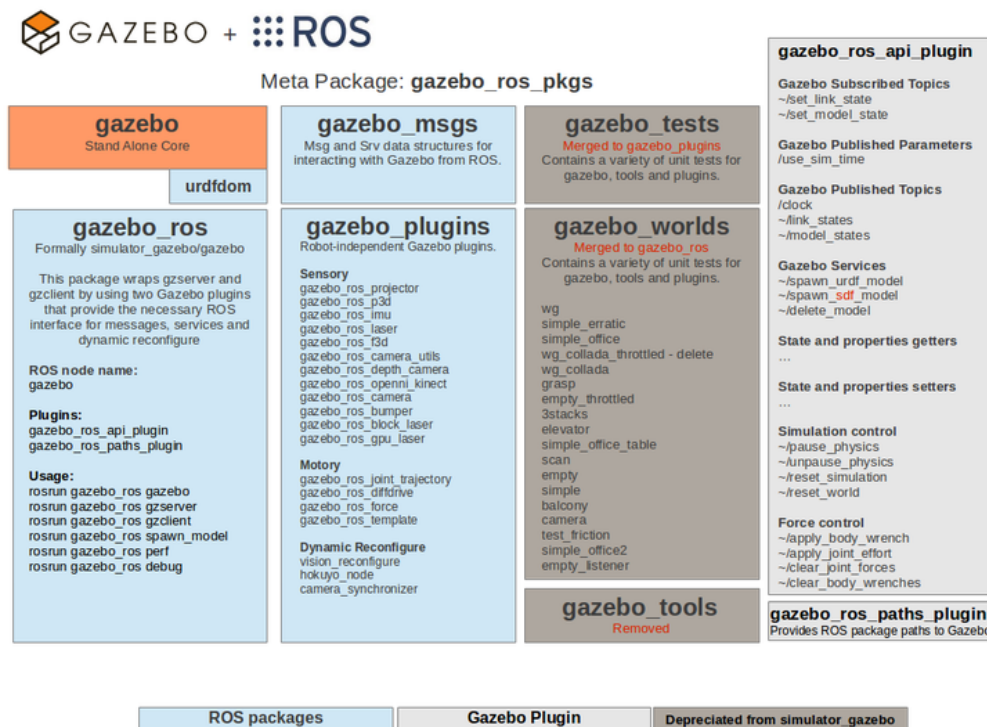 GAZEBO + ROS
Meta Package: gazebo_ros_pkgs
gazebo
Stand Alone Core
urdfdom
gazebo_ros
Formally simulator_gazebo/gazebo
This package wraps gzserver and
gzclient by using two Gazebo plugins
that provide the necessary ROS
interface for messages, services and
dynamic reconfigure
ROS node name:
gazebo
Plugins:
gazebo_ros_api_plugin
gazebo_ros_paths_plugin
Usage:
rosrun gazebo_ros gazebo
rosrun gazebo_ros gzserver
rosrun gazebo_ros gzclient
rosrun gazebo_ros spawn_model
rosrun gazebo_ros perf
rosrun gazebo_ros debug
gazebo_msgs
Msg and Srv data structures for
interacting with Gazebo from ROS.
gazebo_plugins
Robot-independent Gazebo plugins.
Sensory
gazebo_ros_projector
gazebo_ros_p3d
gazebo_ros_imu
gazebo_ros_laser
gazebo_ros_f3d
gazebo_ros_camera_utils
gazebo_ros_depth_camera
gazebo_ros_openni_kinect
gazebo_ros_camera
gazebo_ros_bumper
gazebo_ros_block_laser
gazebo_ros_gpu_laser
Motory
gazebo_ros_joint_trajectory
gazebo_ros_diffdrive
gazebo_ros_force
gazebo_ros_template
Dynamic Reconfigure
vision_reconfigure
hokuyo_node
camera_synchronizer
gazebo_tests
Merged to gazebo_plugins
Contains a variety of unit tests for
gazebo, tools and plugins.
gazebo_worlds
Merged to gazebo_ros
Contains a variety of unit tests for
gazebo, tools and plugins.
wg
simple_erratic
simple_office
wg_collada_throttled - delete
wg_collada
grasp
empty_throttled
3stacks
elevator
simple_office_table
scan
empty
simple
balcony
camera
test_friction
simple_office2
empty_listener
gazebo_tools
Removed
gazebo_ros_api_plugin
Gazebo Subscribed Topics
~/set_link_state
~/set_model_state
Gazebo Published Parameters
/use_sim_time
Gazebo Published Topics
/clock
~/link_states
~/model_states
Gazebo Services
~/spawn_urdf_model
~/spawn_sdf_model
~/delete_model
State and properties getters
...
State and properties setters
...
Simulation control
~/pause_physics
~/unpause_physics
~/reset_simulation
~/reset_world
Force control
~/apply_body_wrench
~/apply_joint_effort
~/clear_joint_forces
~/clear_body_wrenches
gazebo_ros_paths_plugin
Provides ROS package paths to Gazebo
ROS packages
Gazebo Plugin
Depreciated from simulator_gazebo